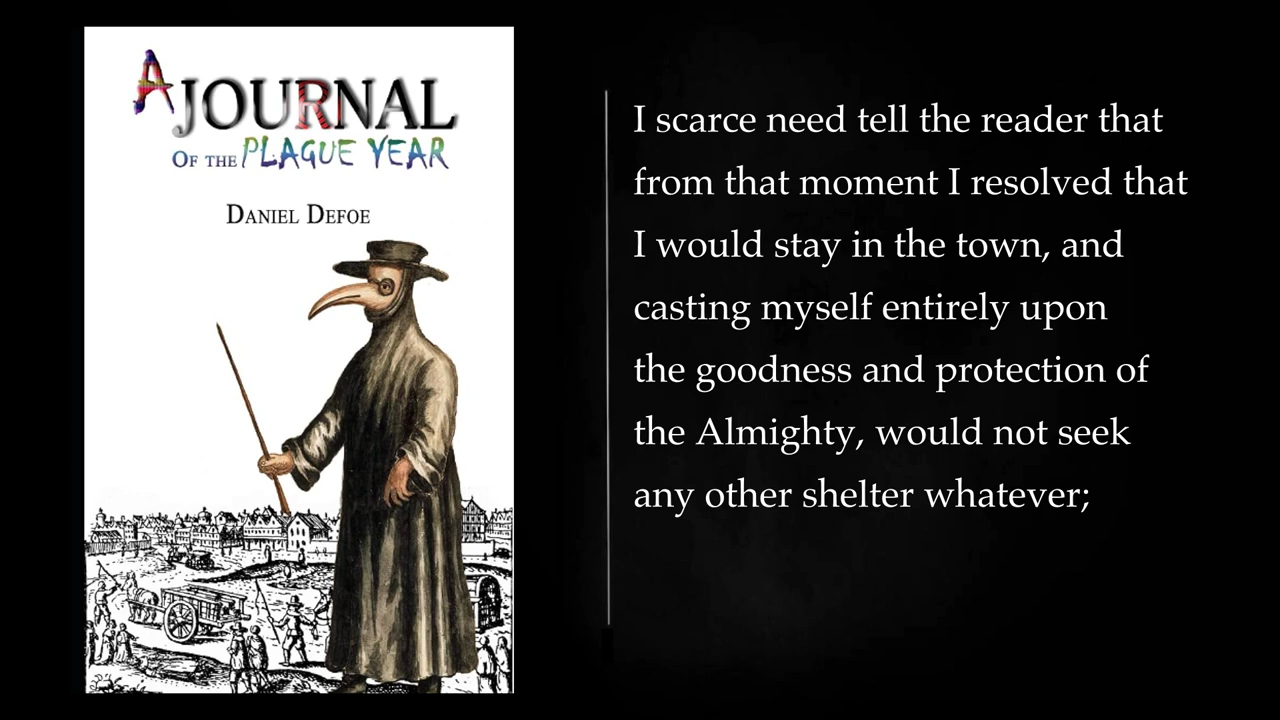 A JOURNAL
OF THE PLAGUE YEAR
DANIEL DEFOE
I scarce need tell the reader that
from that moment I resolved that
I would stay in the town, and
casting myself entirely upon
the goodness and protection of
the Almighty, would not seek
any other shelter whatever;